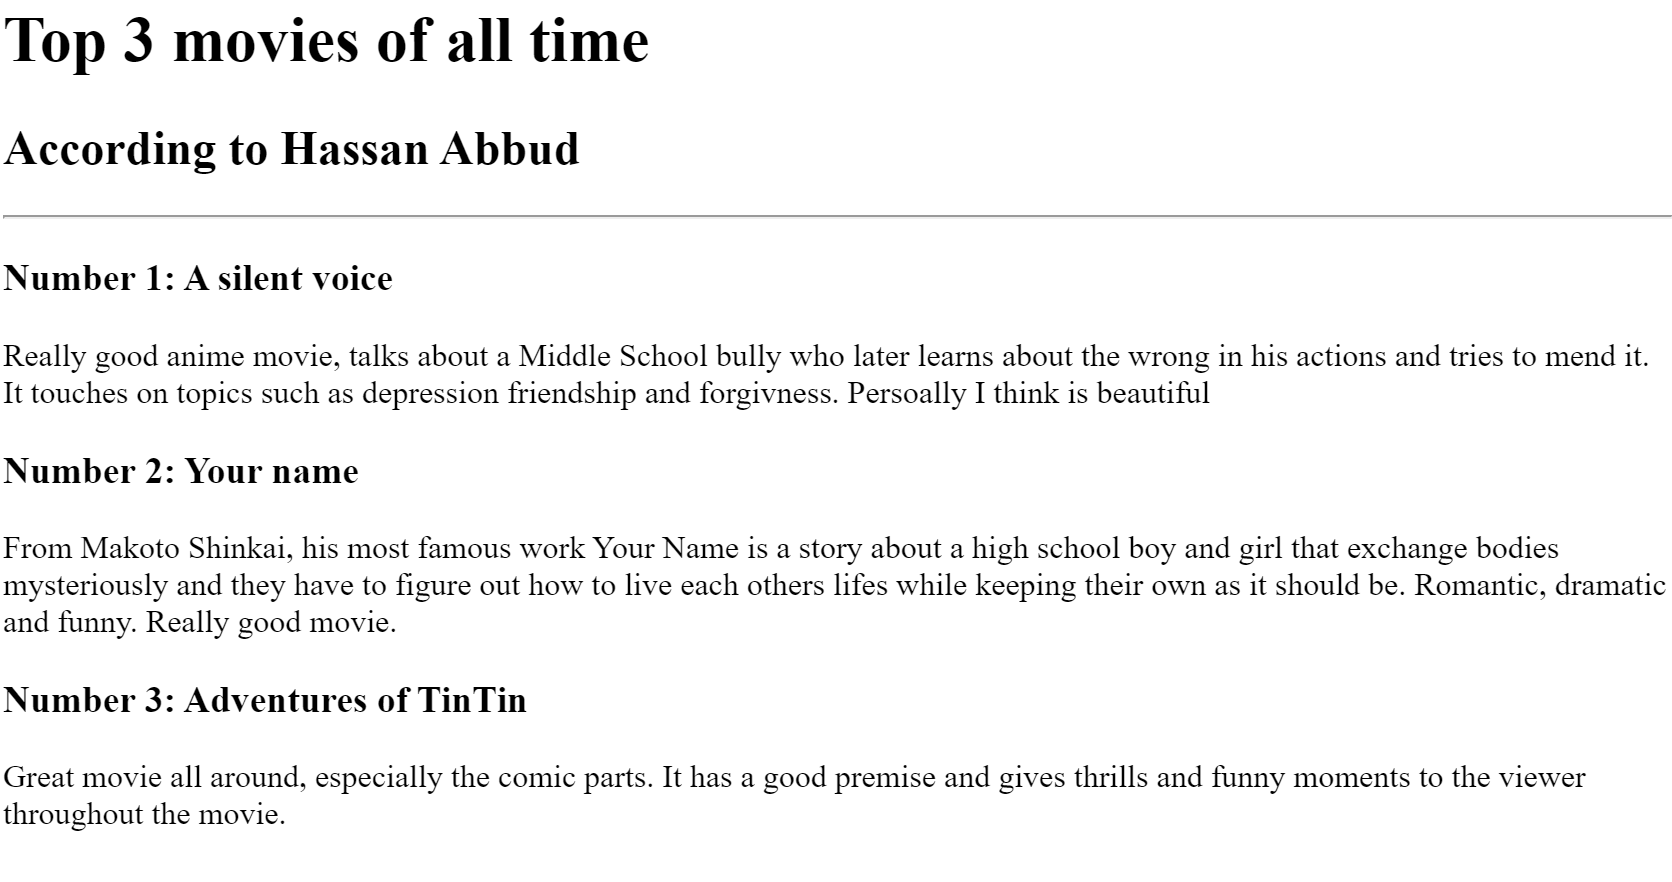 Top 3 movies of all time
According to Hassan Abbud
Number 1: A silent voice
Really good anime movie, talks about a Middle School bully who later learns about the wrong in his actions and tries to mend it.
It touches on topics such as depression friendship and forgivness. Persoally I think is beautiful
Number 2: Your name
From Makoto Shinkai, his most famous work Your Name is a story about a high school boy and girl that exchange bodies
mysteriously and they have to figure out how to live each others lifes while keeping their own as it should be. Romantic, dramatic
and funny. Really good movie.
Number 3: Adventures of TinTin
Great movie all around, especially the comic parts. It has a good premise and gives thrills and funny moments to the viewer
throughout the movie.